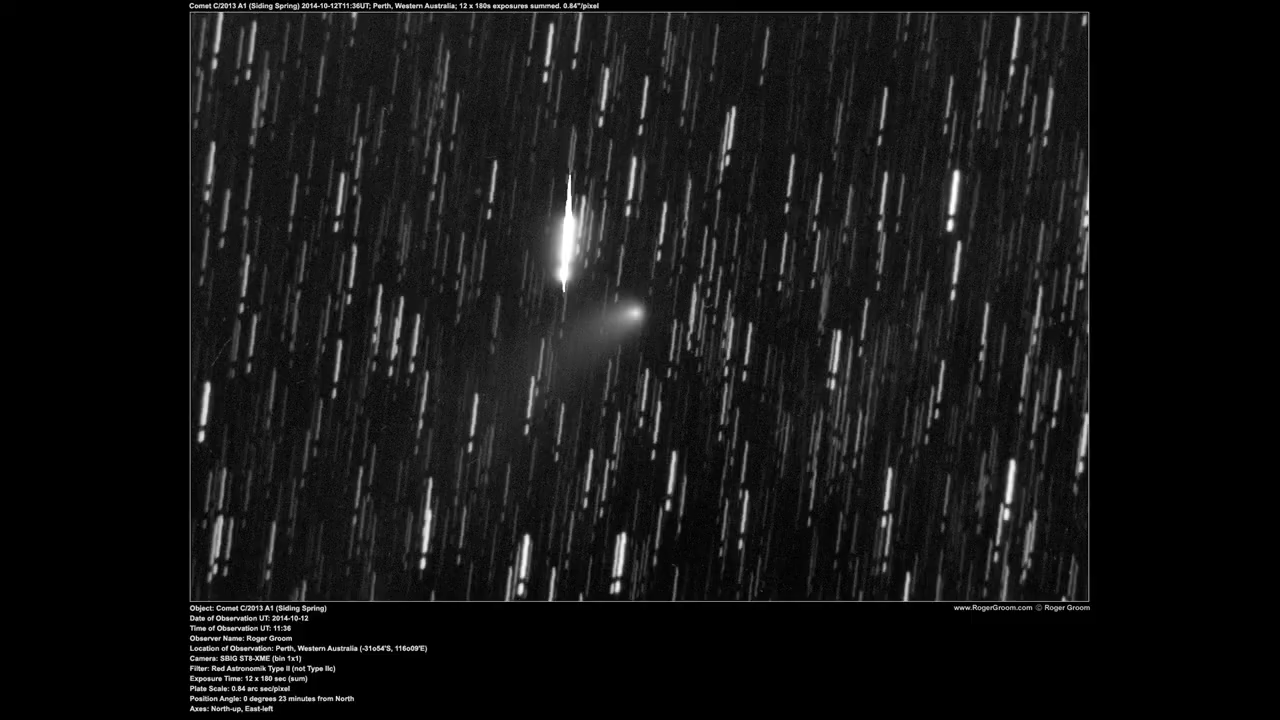 Comet C/2013 A1 (Siding Spring) 2014-10-12T11:36UT; Perth, Western Australia; 12 x 180s exposures summed. 0.84"/pixel
Object: Comet C/2013 A1 (Siding Spring)
www.RogerGroom.com © Roger Groom
Date of Observation UT: 2014-10-12
Time of Observation UT: 11:36
Observer Name: Roger Groom
Location of Observation: Perth, Western Australia (-31o54'S, 116o09'E)
Camera: SBIG ST8-XME (bin 1x1)
Filter: Red Astronomik Type II (not Type IIc)
Exposure Time: 12 x 180 sec (sum)
Plate Scale: 0.84 arc sec/pixel
Position Angle: 0 degrees 23 minutes from North
Axes: North-up, East-left